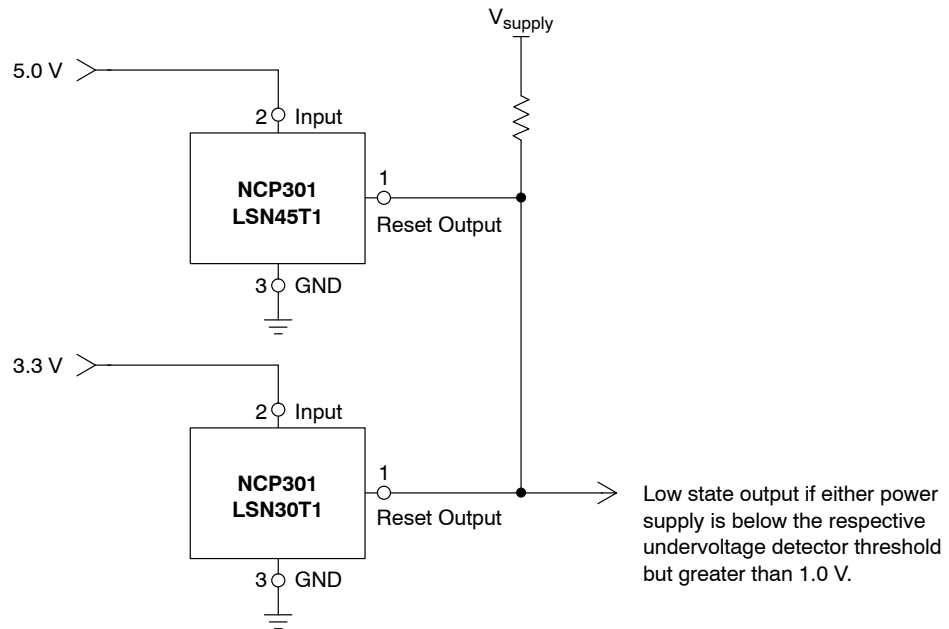 Vsupply
5.0 V
2 Input
NCP301
LSN45T1
1
Reset Output
3 GND
3.3 V
2 Input
NCP301
LSN30T1
1
Reset Output
3 GND
Low state output if either power
supply is below the respective
undervoltage detector threshold
but greater than 1.0 V.